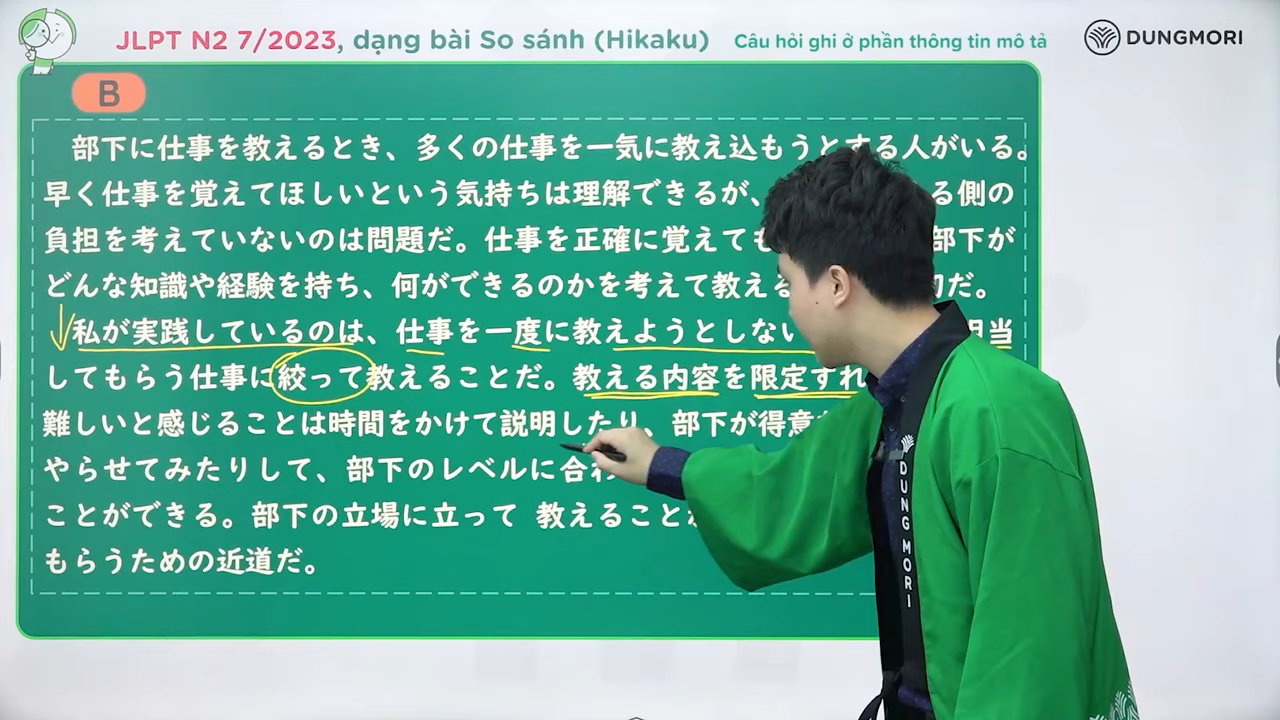 JLPT N2 7/2023, dạng bài So sánh (Hikaku)
Câu hỏi ghi ở phần thông tin mô tả
DUNGMORI
B
部下に仕事を教えるとき、多くの仕事を一気に教え込もうとする人がいる。
早く仕事を覚えてほしいという気持ちは理解できるが、る側の
負担を考えていないのは問題だ。仕事を正確に覚えても部下が
どんな知識や経験を持ち、何ができるのかを考えて教えるだ。
私が実践しているのは、仕事を一度に教えようとしない担当
してもらう仕事に絞って教えることだ。教える内容を限定すれ
難しいと感じることは時間をかけて説明したり、部下が得意
やらせてみたりして、部下のレベルに合わ
ことができる。部下の立場に立って 教えること
もらうための近道だ。
DUNGMORI